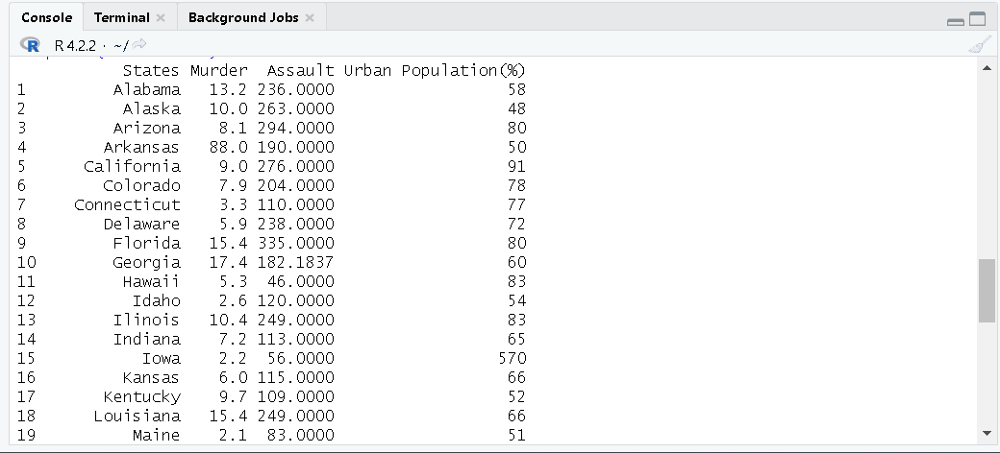 Console Terminal Background Jobs
R R 4.2.2 · ~/
States Murder Assault Urban Population(%)
1 Alabama 13.2 236.0000 58
2 Alaska 10.0 263.0000 48
3 Arizona 8.1 294.0000 80
4 Arkansas 88.0 190.0000 50
5 California 9.0 276.0000 91
6 Colorado 7.9 204.0000 78
7 Connecticut 3.3 110.0000 77
8 Delaware 5.9 238.0000 72
9 Florida 15.4 335.0000 80
10 Georgia 17.4 182.1837 60
11 Hawaii 5.3 46.0000 83
12 Idaho 2.6 120.0000 54
13 Ilinois 10.4 249.0000 83
14 Indiana 7.2 113.0000 65
15 Iowa 2.2 56.0000 570
16 Kansas 6.0 115.0000 66
17 Kentucky 9.7 109.0000 52
18 Louisiana 15.4 249.0000 66
19 Maine 2.1 83.0000 51